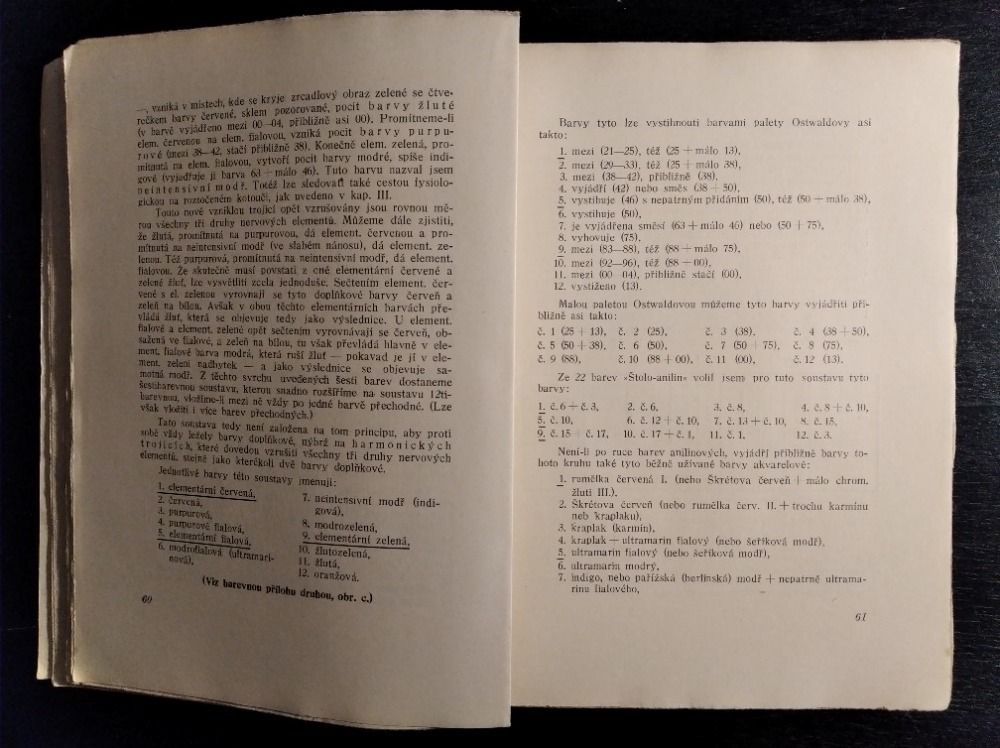 —, vzniká v místech, kde se kryje zrcadlový obraz zelené se čtve-
rečkem barvy červené, sklem pozorované, pocit barvy žluté
(v barvě vyjádřeno mezi 00—04, přibližně asi 00). Promítneme-li
elem. červenou na elem. fialovou, vzniká pocit barvy purpu-
rové (mezi 38—42, stačí přibližně 38). Konečně elem. zelená, pro-
mítnutá na elem. fialovou, vytvoří pocit barvy modré, spíše indi-
gové (vyjadřuje ji barva 63 + málo 46). Tuto barvu nazval jsem
neintensivní modř. Totéž lze sledovati také cestou fysiolo-
gickou na roztočeném kotouči, jak uvedeno v kap. III.
Touto nově vzniklou trojicí opět vzrušovány jsou rovnou mě-
rou všechny tři druhy nervových elementů. Můžeme dále zjistiti,
že žlutá, promítnutá na purpurovou, dá element. červenou a pro-
mítnutá na neintensivní modř (ve slabém nánosu), dá element. ze-
lenou. Též purpurová, promítnutá na neintensivní modř, dá element.
fialovou. Že skutečně musí povstati z oné elementární červené a
zelené žluť, lze vysvětliti zcela jednoduše. Sečtením element. čer-
vené s el. zelenou vyrovnají se tyto doplňkové barvy červeň a
zeleň na bílou. Avšak v obou těchto elementárních barvách pře-
vládá žluť, která se objevuje tedy jako výslednice. U element.
fialové a element. zelené opět sečtením vyrovnávají se červeň, ob-
sažená ve fialové, a zeleň na bílou, tu však převládá hlavně v ele-
ment. fialové barva modrá, která ruší žluť — pokavad je jí v ele-
ment. zeleni nadbytek — a jako výslednice se objevuje sa-
motná modř. Z těchto svrchu uvedených šesti barev dostaneme
šestibarevnou soustavu, kterou snadno rozšíříme na soustavu 12ti-
barevnou, vložíme-li mezi ně vždy po jedné barvě přechodné. (Lze
však vložiti i více barev přechodných.)
Tato soustava tedy není založena na tom principu, aby proti
sobě vždy ležely barvy doplňkové, nýbrž na harmonických
trojicích, které dovedou vzrušiti všechny tři druhy nervových
elementů, stejně jako kterékoli dvě barvy doplňkové.
Jednotlivé barvy této soustavy jmenuji:
1. elementární červená,
2. červená,
3. purpurová,
4. purpurově fialová,
5. elementární fialová,
6. modrofialová (ultramari-
nová),
7. neintensivní modř (indi-
gová),
8. modrozelená,
9. elementární zelená,
10. žlutozelená,
11. žlutá,
12. oranžová.
(Viz barevnou přílohu druhou, obr. c.)
60
Barvy tyto lze vystihnouti barvami palety Ostwaldovy asi
takto:
1. mezi (21—25), též (25 + málo 13),
2. mezi (29—33), též (25 + málo 38),
3. mezi (38—42), přibližně (38),
4. vyjádří (42) nebo směs (38 + 50),
5. vystihuje (46) s nepatrným přidáním (50), též (50 + málo 38),
6. vystihuje (50),
7. je vyjádřena směsí (63 + málo 46) nebo (50 + 75),
8. vyhovuje (75),
9. mezi (83—88), též (88 + málo 75),
10. mezi (92—96), též (88 + 00),
11. mezi (00—04), přibližně stačí (00),
12. vystiženo (13).
Malou paletou Ostwaldovou můžeme tyto barvy vyjádřiti při-
bližně asi takto:
č. 1 (25 + 13), č. 2 (25), č. 3 (38), č. 4 (38 + 50),
č. 5 (50 + 38), č. 6 (50), č. 7 (50 + 75), č. 8 (75),
č. 9 (88), č. 10 (88 + 00), č. 11 (00), č. 12 (13).
Ze 22 barev »Štolo-anilin« volil jsem pro tuto soustavu tyto
barvy:
1. č. 6 + č. 3, 2. č. 6, 3. č. 8, 4. č. 8 + č. 10,
5. č. 10, 6. č. 12 + č. 10, 7. č. 13 + č. 10, 8. č. 15,
9. č. 15 + č. 17, 10. č. 17 + č. 1, 11. č. 1, 12. č. 3.
Není-li po ruce barev anilinových, vyjádří přibližně barvy to-
hoto kruhu také tyto běžně užívané barvy akvarelové:
1. rumělka červená I. (nebo Škrétova červeň + málo chrom.
žluti III.),
2. Škrétova červeň (nebo rumělka červ. II. + trochu karmínu
neb kraplaku),
3. kraplak (karmín),
4. kraplak + ultramarin fialový (nebo šeříková modř),
5. ultramarin fialový (nebo šeříková modř),
6. ultramarin modrý,
7. indigo, nebo pařížská (berlínská) modř + nepatrně ultrama-
rinu fialového,
61